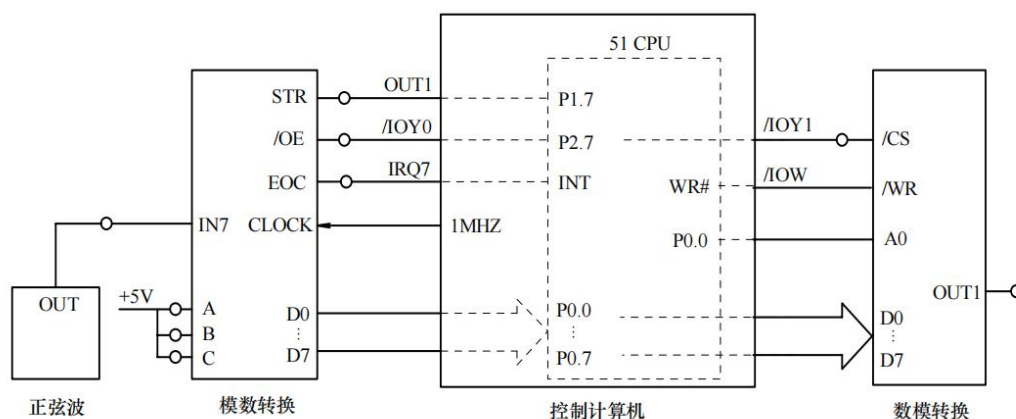 51 CPU
STR
OUT1
P1.7
/OE
/IOY0
P2.7
/IOY1
/CS
EOC
IRQ7
INT
WR#
/IOW
/WR
IN7
CLOCK
1MHZ
P0.0
A0
OUT
+5V
A
B
C
D0
⋮
D7
P0.0
⋮
P0.7
OUT1
D0
⋮
D7
正弦波
模数转换
控制计算机
数模转换